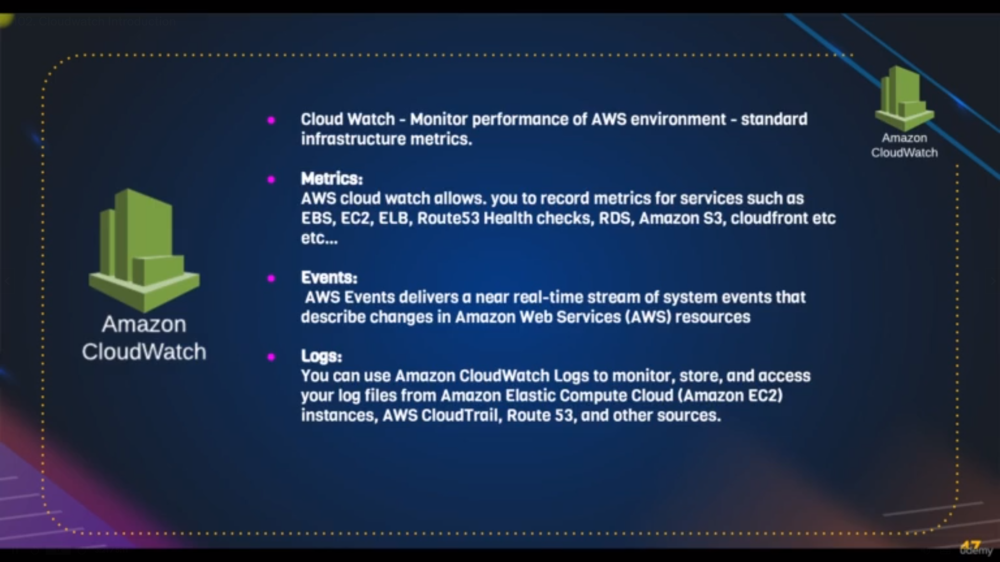 102. Cloudwatch Introduction
Amazon
CloudWatch
Cloud Watch - Monitor performance of AWS environment - standard
infrastructure metrics.
Metrics:
AWS cloud watch allows. you to record metrics for services such as
EBS, EC2, ELB, Route53 Health checks, RDS, Amazon S3, cloudfront etc
etc...
Events:
AWS Events delivers a near real-time stream of system events that
describe changes in Amazon Web Services (AWS) resources
Logs:
You can use Amazon CloudWatch Logs to monitor, store, and access
your log files from Amazon Elastic Compute Cloud (Amazon EC2)
instances, AWS CloudTrail, Route 53, and other sources.
Amazon
CloudWatch
47
udemy